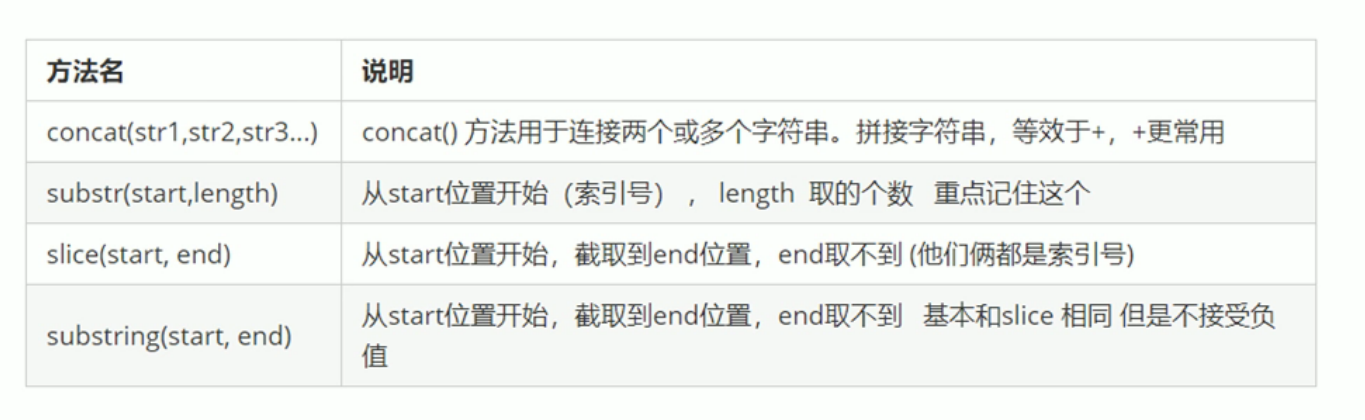 方法名 说明
concat(str1,str2,str3...) concat() 方法用于连接两个或多个字符串。拼接字符串，等效于+，+更常用
substr(start,length) 从start位置开始（索引号） ， length 取的个数 重点记住这个
slice(start, end) 从start位置开始，截取到end位置，end取不到 (他们俩都是索引号)
substring(start, end) 从start位置开始，截取到end位置，end取不到 基本和slice 相同 但是不接受负
值